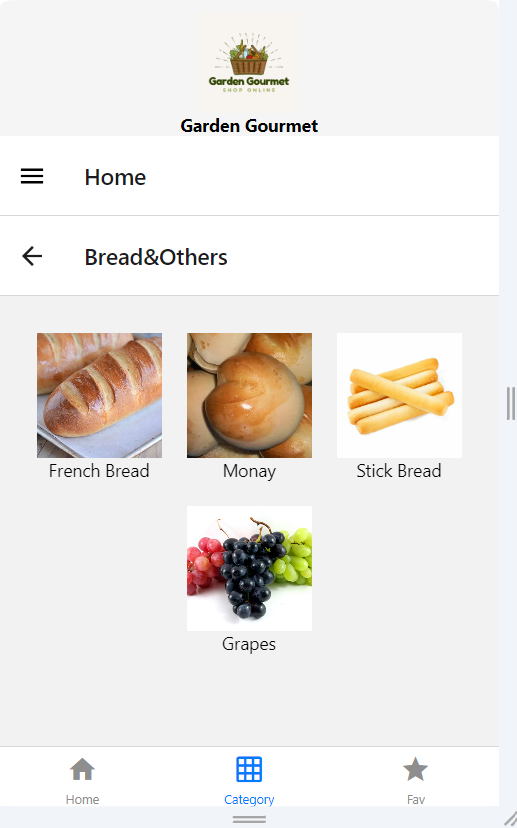 Garden Gourmet
SHOP ONLINE
Garden Gourmet
Home
Bread&Others
French Bread
Monay
Stick Bread
Grapes
Home
Category
Fav